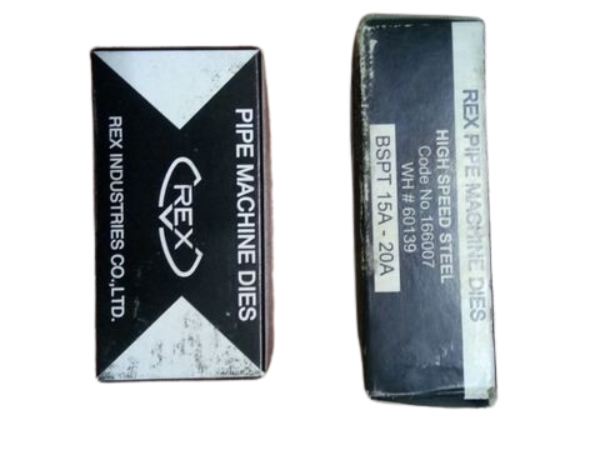 PIPE MACHINE DIES
REX
REX INDUSTRIES CO.,LTD.
REX PIPE MACHINE DIES
HIGH SPEED STEEL
Code No.166007
WH # 60139
BSPT 15A - 20A